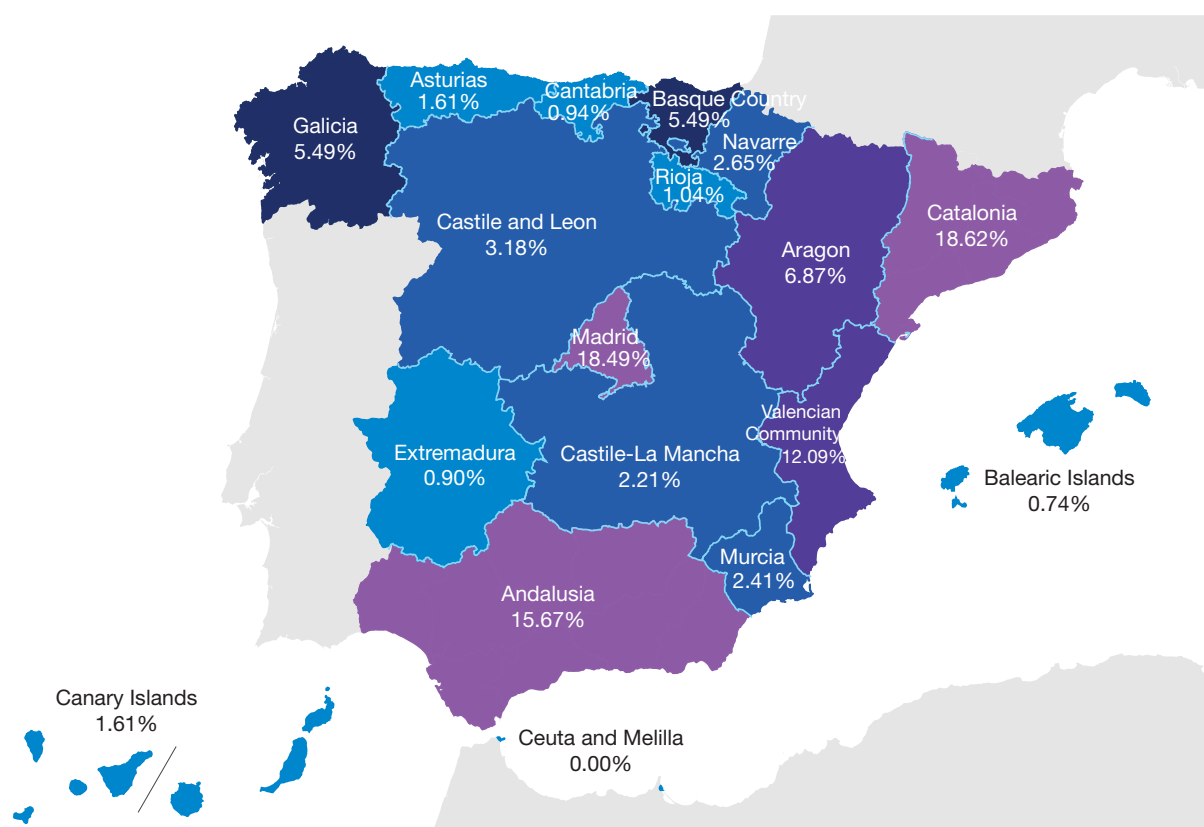 Asturias
1.61%
Cantabria
0.94%
Basque Country
5.49%
Galicia
5.49%
Navarre
2.65%
Rioja
1.04%
Castile and Leon
3.18%
Catalonia
18.62%
Aragon
6.87%
Madrid
18.49%
Valencian
Community
12.09%
Extremadura
0.90%
Castile-La Mancha
2.21%
Balearic Islands
0.74%
Murcia
2.41%
Andalusia
15.67%
Canary Islands
1.61%
Ceuta and Melilla
0.00%